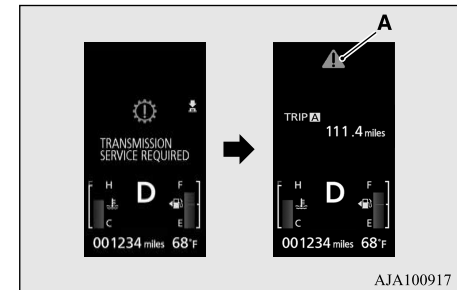 A
TRANSMISSION
SERVICE REQUIRED
F H D F
C E
001234 miles 68°F
TRIP A
111.4 miles
F H D F
C E
001234 miles 68°F
AJA100917